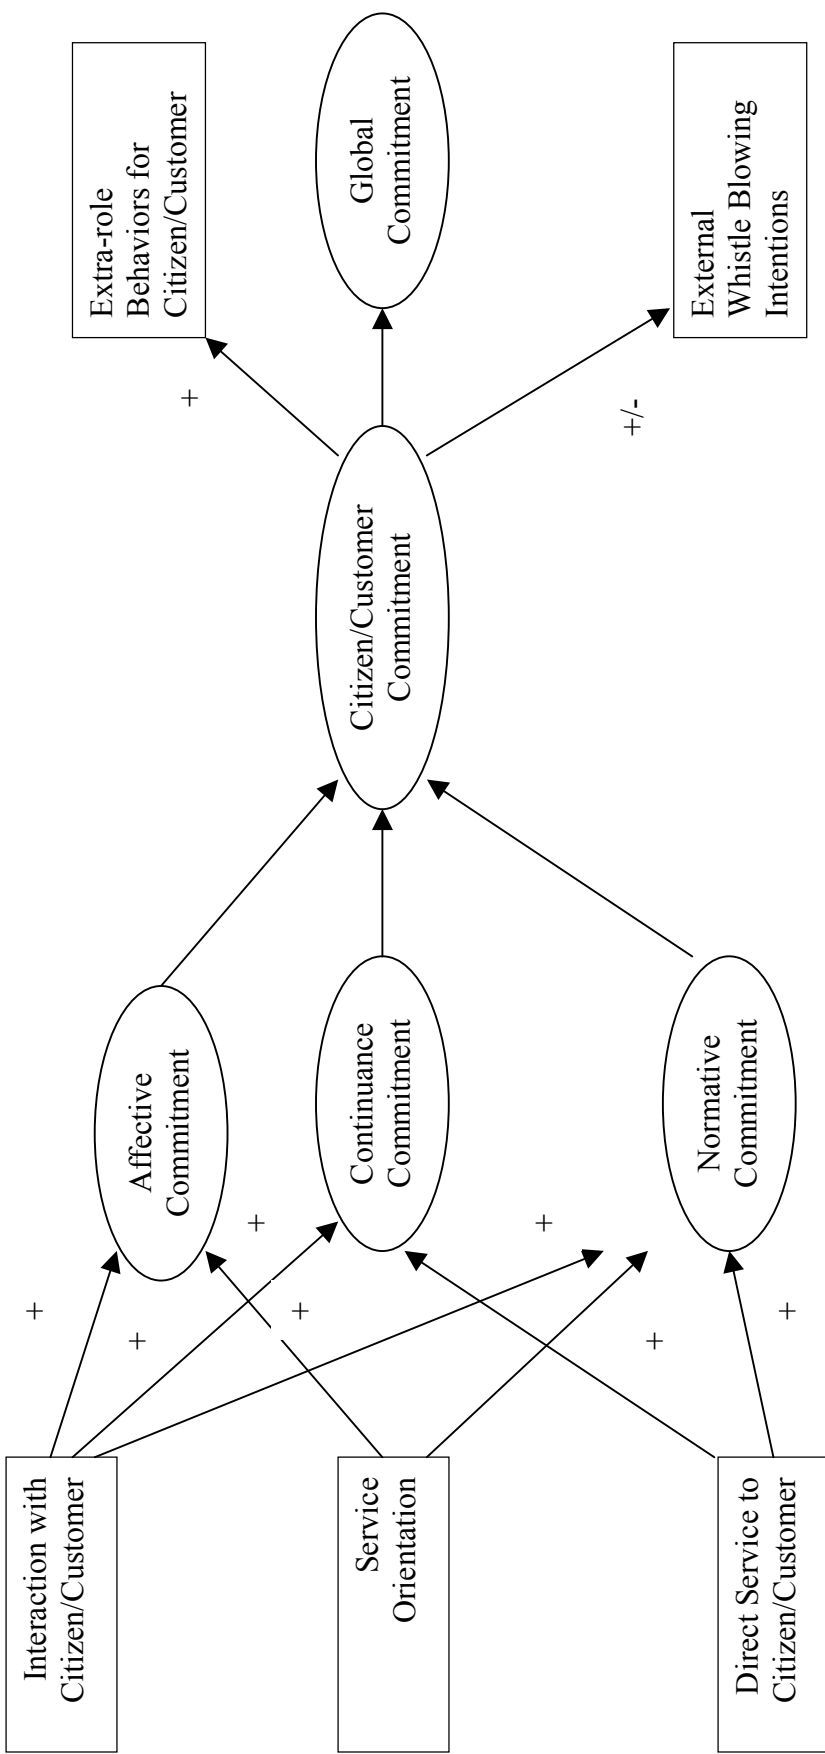 Interaction with
Citizen/Customer
Service
Orientation
Direct Service to
Citizen/Customer
+
+
+
+
+
+
+
Affective
Commitment
Continuance
Commitment
Normative
Commitment
Citizen/Customer
Commitment
+
+/-
Extra-role
Behaviors for
Citizen/Customer
Global
Commitment
External
Whistle Blowing
Intentions